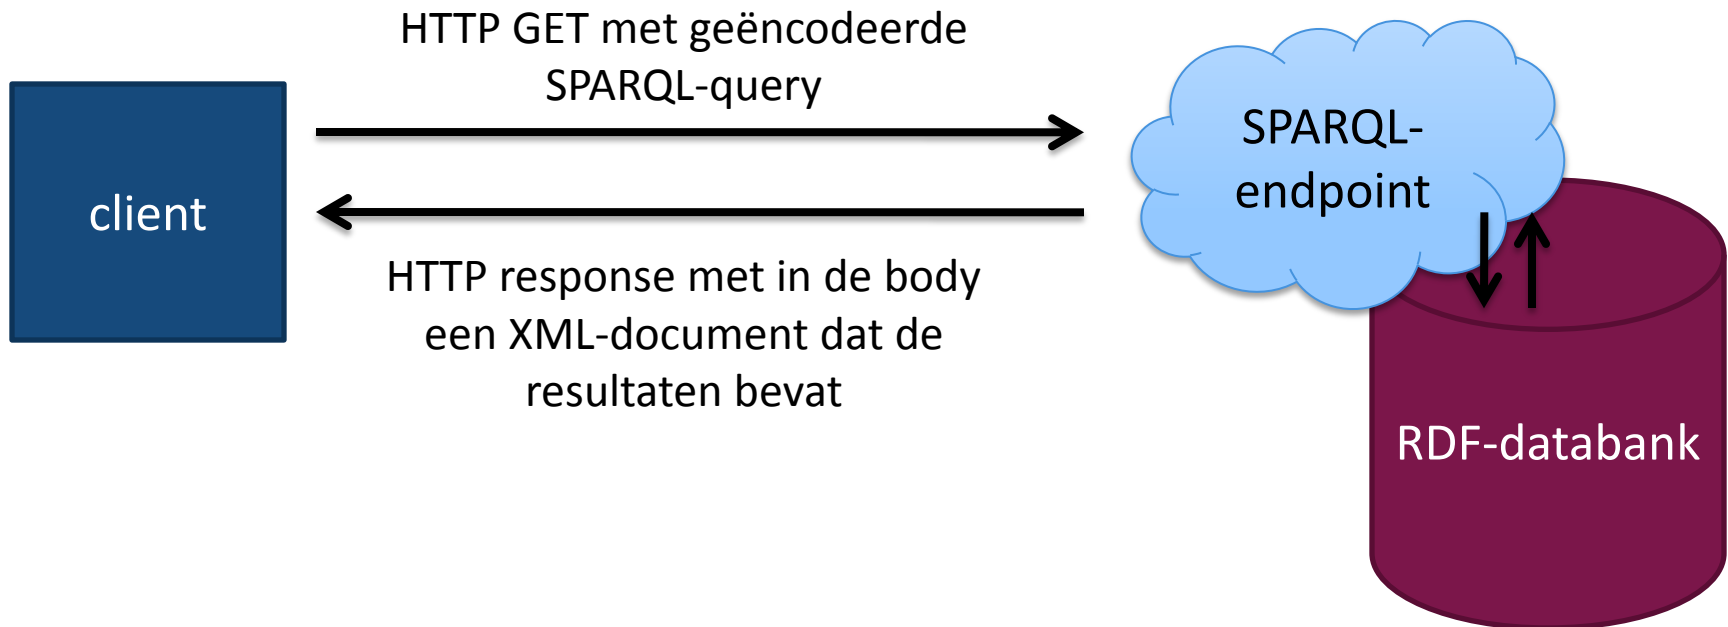 HTTP GET met geëncodeerde
SPARQL-query
client
SPARQL-
endpoint
HTTP response met in de body
een XML-document dat de
resultaten bevat
RDF-databank